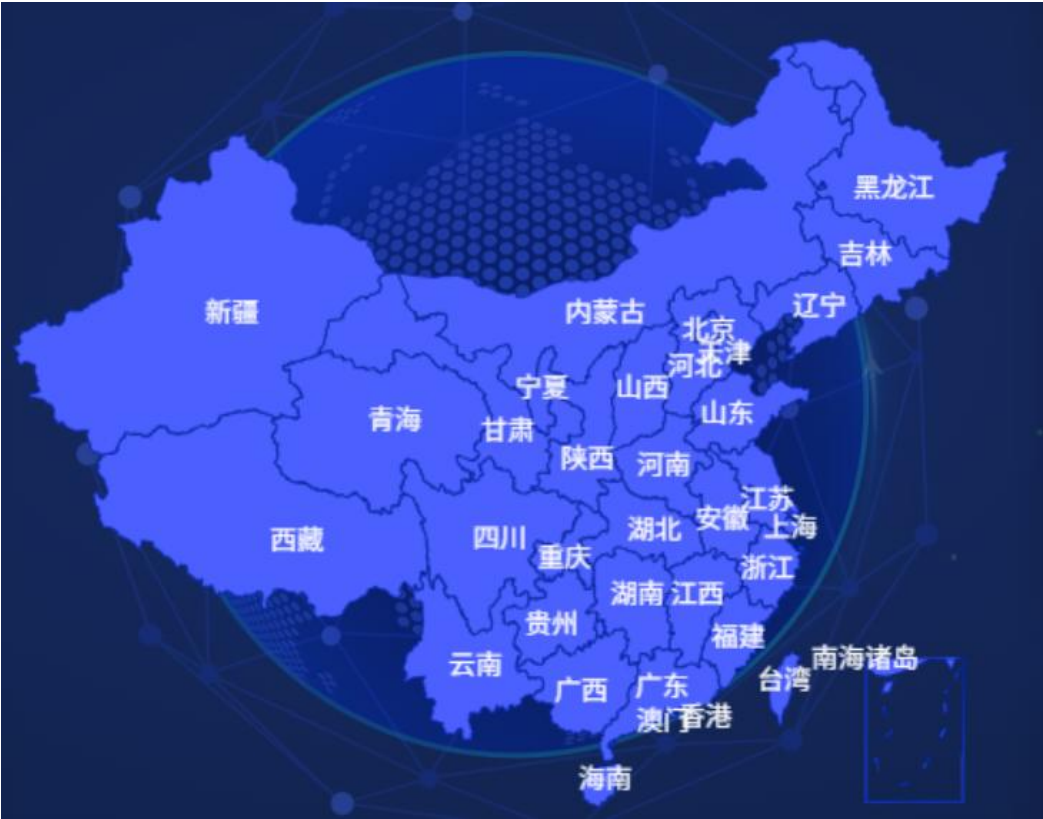 黑龙江
吉林
新疆
内蒙古
辽宁
北京
天津
河北
宁夏
山西
青海
甘肃
山东
陕西
河南
江苏
安徽
上海
湖北
西藏
四川
重庆
浙江
湖南
江西
贵州
福建
云南
南海诸岛
台湾
广西
广东
澳门
香港
海南